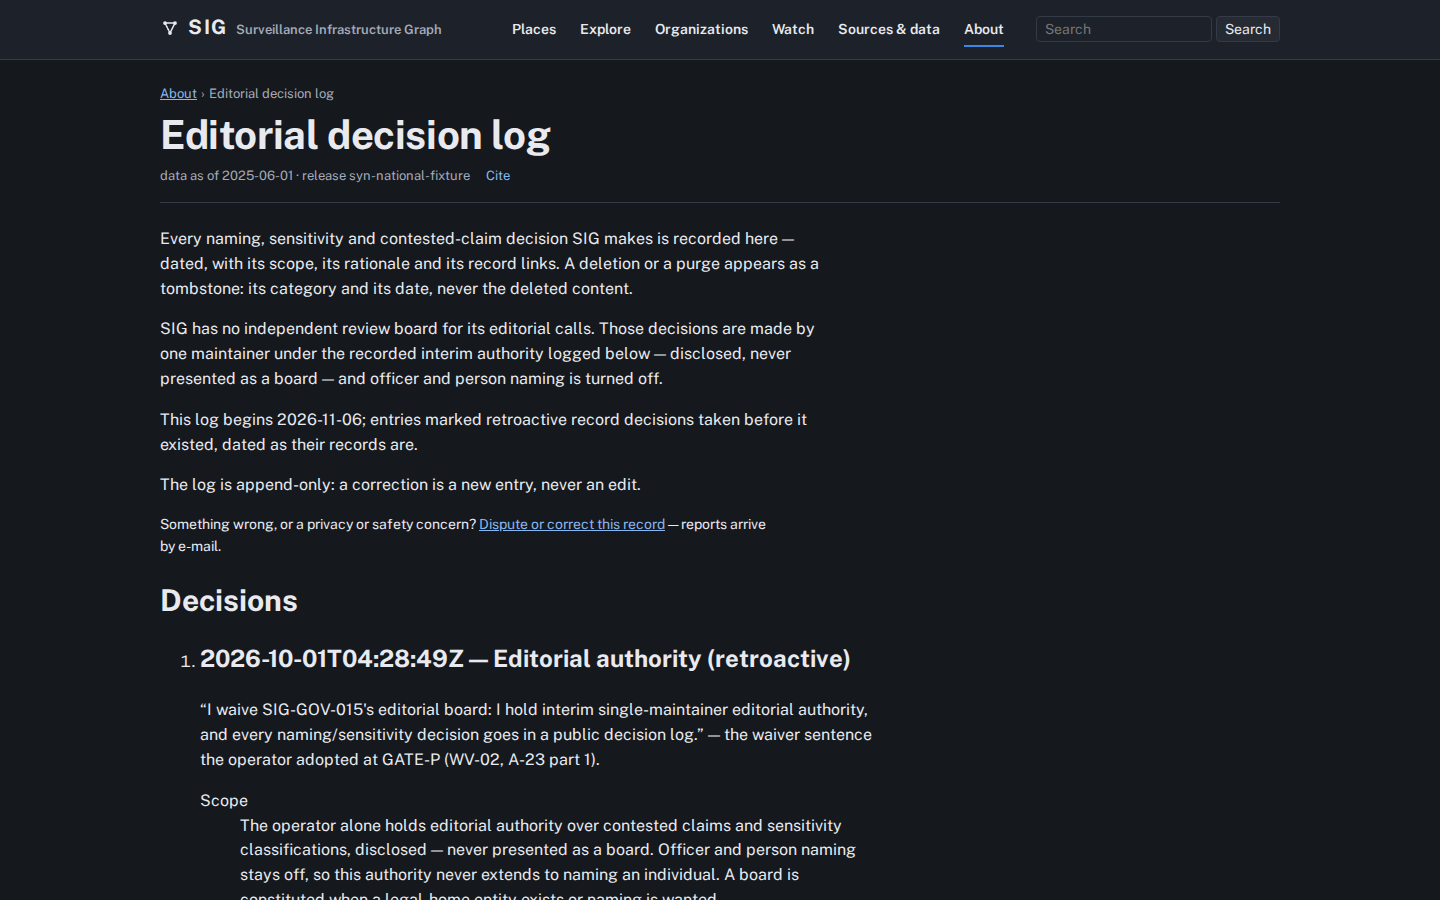 SIG Surveillance Infrastructure Graph
Places Explore Organizations Watch Sources & data About
Search Search
About › Editorial decision log
Editorial decision log
data as of 2025-06-01 · release syn-national-fixture Cite
Every naming, sensitivity and contested-claim decision SIG makes is recorded here —
dated, with its scope, its rationale and its record links. A deletion or a purge appears as a
tombstone: its category and its date, never the deleted content.
SIG has no independent review board for its editorial calls. Those decisions are made by
one maintainer under the recorded interim authority logged below — disclosed, never
presented as a board — and officer and person naming is turned off.
This log begins 2026-11-06; entries marked retroactive record decisions taken before it
existed, dated as their records are.
The log is append-only: a correction is a new entry, never an edit.
Something wrong, or a privacy or safety concern? Dispute or correct this record — reports arrive
by e-mail.
Decisions
1. 2026-10-01T04:28:49Z — Editorial authority (retroactive)
“I waive SIG-GOV-015's editorial board: I hold interim single-maintainer editorial authority,
and every naming/sensitivity decision goes in a public decision log.” — the waiver sentence
the operator adopted at GATE-P (WV-02, A-23 part 1).
Scope
The operator alone holds editorial authority over contested claims and sensitivity
classifications, disclosed — never presented as a board. Officer and person naming
stays off, so this authority never extends to naming an individual. A board is
constituted when a legal-home entity exists or naming is wanted.